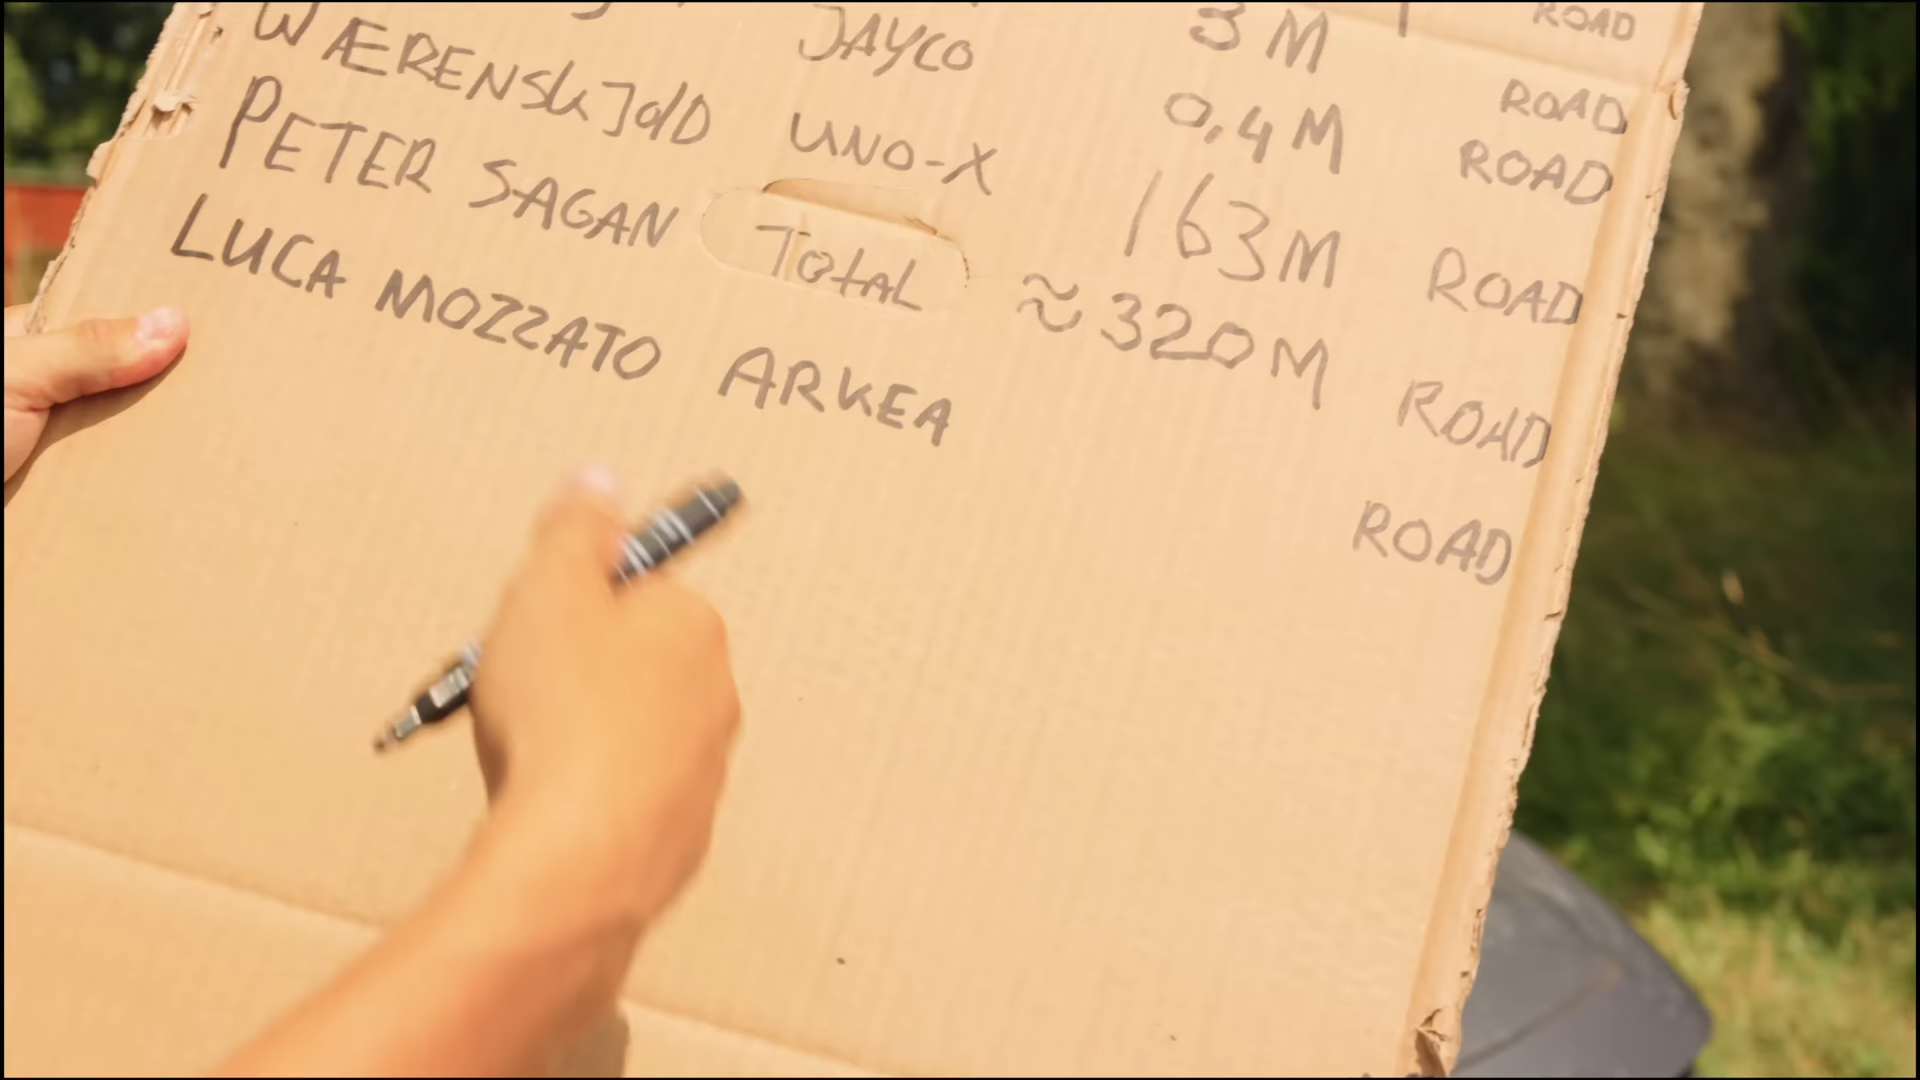 ROAD
3M ROAD
JAYCO 0,4M ROAD
WÆRENSKJOLD UNO-X 163M ROAD
PETER SAGAN TOTAL ≈320M ROAD
LUCA MOZZATO ARKEA ROAD